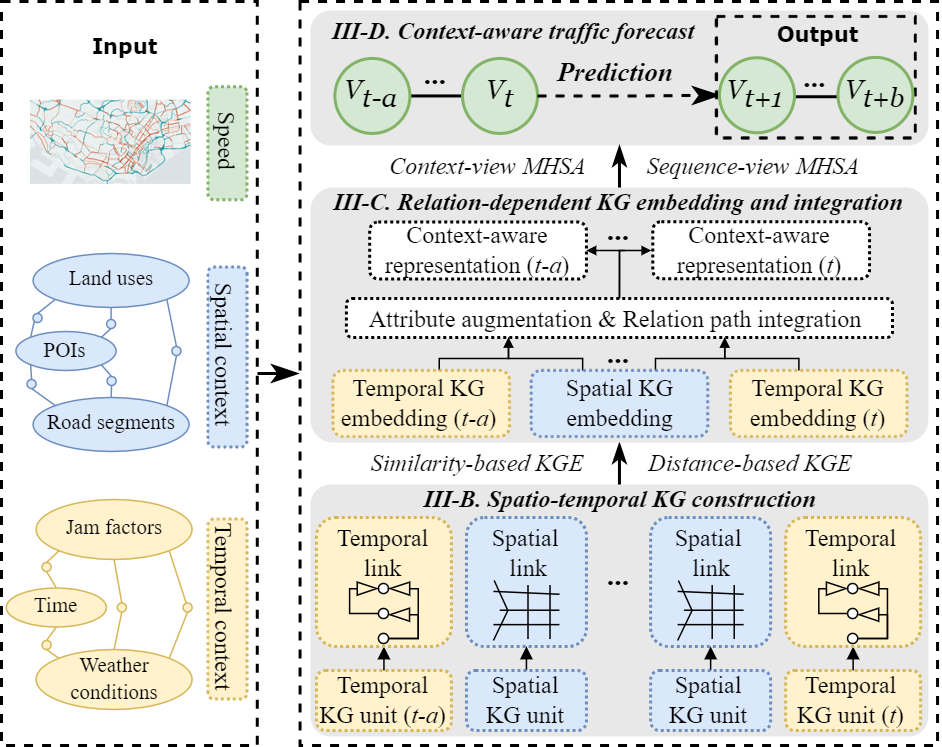 Input
Speed
Land uses
POIs
Road segments
Spatial context
Jam factors
Time
Weather
conditions
Temporal context
III-D. Context-aware traffic forecast
Output
Vt-a
...
Vt
Prediction
Vt+1
...
Vt+b
Context-view MHSA
Sequence-view MHSA
III-C. Relation-dependent KG embedding and integration
Context-aware
representation (t-a)
...
Context-aware
representation (t)
Attribute augmentation & Relation path integration
...
Temporal KG
embedding (t-a)
Spatial KG
embedding
Temporal KG
embedding (t)
Similarity-based KGE
Distance-based KGE
III-B. Spatio-temporal KG construction
Temporal
link
Spatial
link
...
Spatial
link
Temporal
link
Temporal
KG unit (t-a)
Spatial
KG unit
Spatial
KG unit
Temporal
KG unit (t)